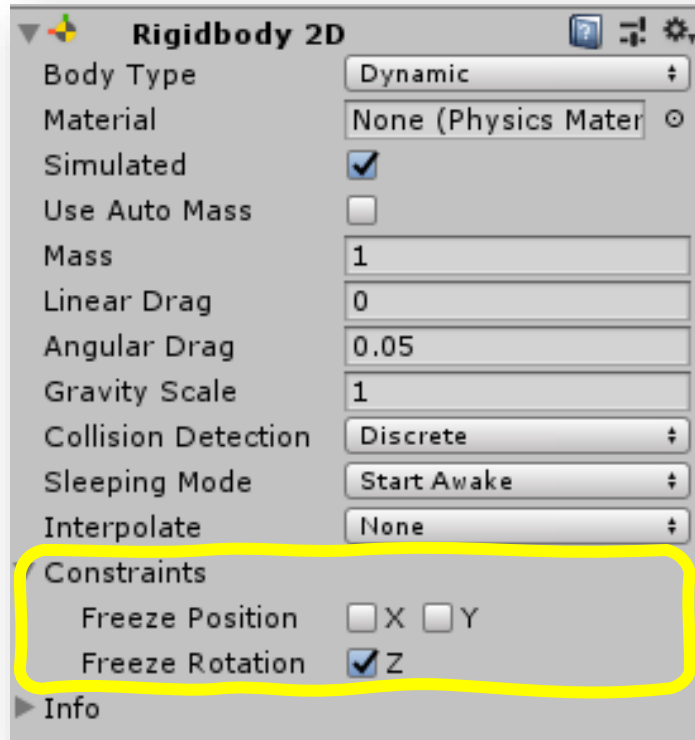 Rigidbody 2D
Body Type Dynamic
Material None (Physics Mater
Simulated
Use Auto Mass
Mass 1
Linear Drag 0
Angular Drag 0.05
Gravity Scale 1
Collision Detection Discrete
Sleeping Mode Start Awake
Interpolate None
Constraints
Freeze Position X Y
Freeze Rotation Z
Info